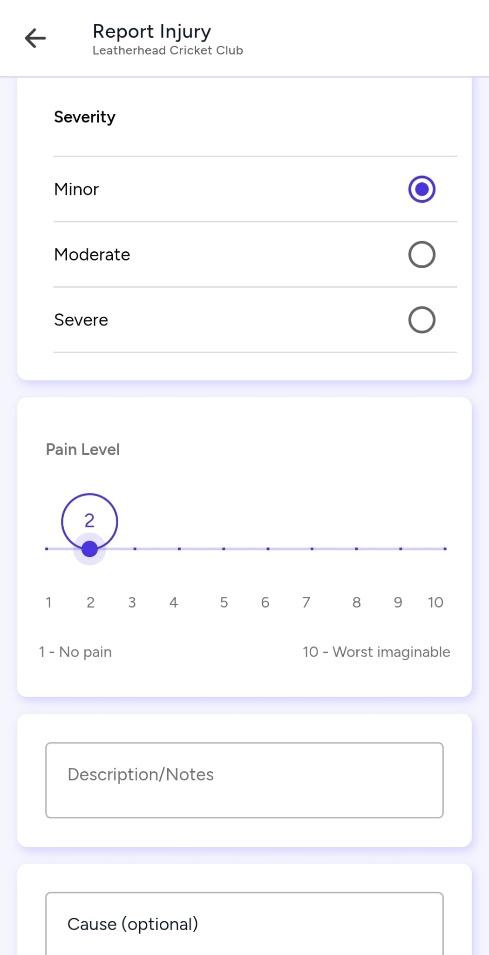 Report Injury
Leatherhead Cricket Club
Severity
Minor
Moderate
Severe
Pain Level
2
1 2 3 4 5 6 7 8 9 10
1 - No pain 10 - Worst imaginable
Description/Notes
Cause (optional)